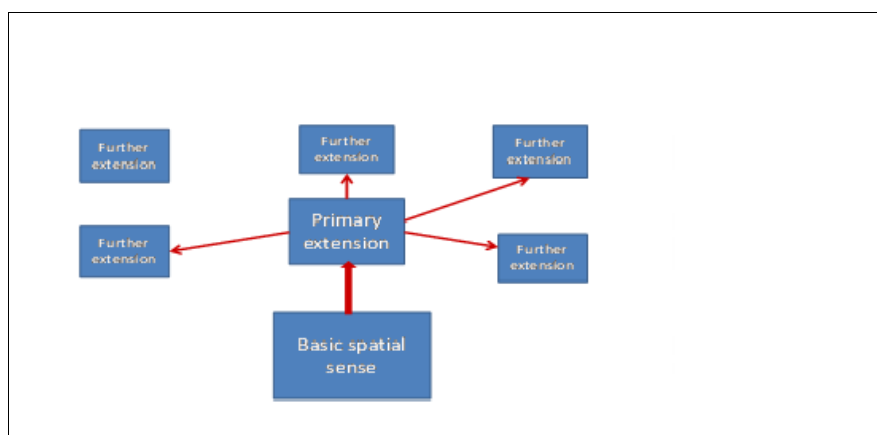 Further
extension
Further
extension
Further
extension
Primary
extension
Further
extension
Further
extension
Basic spatial
sense